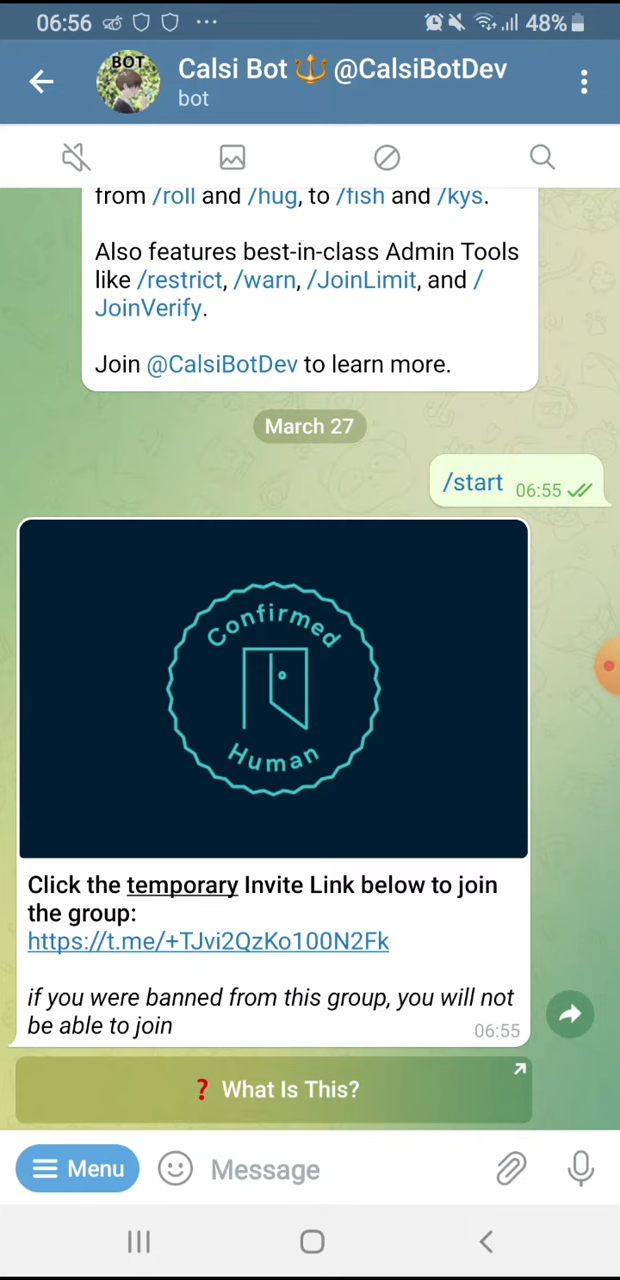 06:56
48%
BOT
Calsi Bot 🔱 @CalsiBotDev
bot
from /roll and /hug, to /fish and /kys.
Also features best-in-class Admin Tools
like /restrict, /warn, /JoinLimit, and /
JoinVerify.
Join @CalsiBotDev to learn more.
March 27
/start 06:55
Confirmed
Human
Click the temporary Invite Link below to join
the group:
https://t.me/+TJvi2QzKo100N2Fk
if you were banned from this group, you will not
be able to join
06:55
❓ What Is This?
Menu
Message